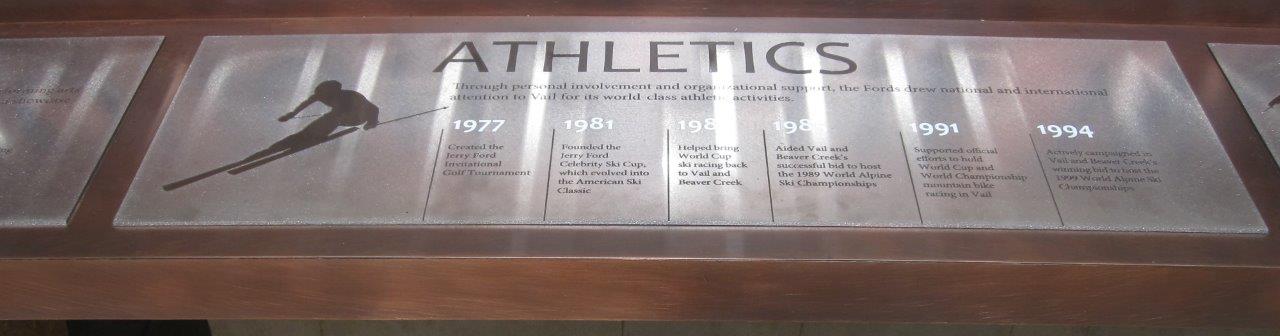 ATHLETICS
Through personal involvement and organizational support, the Fords drew national and international
attention to Vail for its world-class athletic activities.
1977
Created the
Jerry Ford
Invitational
Golf Tournament
1981
Founded the
Jerry Ford
Celebrity Ski Cup,
which evolved into
the American Ski
Classic
198
Helped bring
World Cup
ski racing back
to Vail and
Beaver Creek
198
Aided Vail and
Beaver Creek's
successful bid to host
the 1989 World Alpine
Ski Championships
1991
Supported official
efforts to hold
World Cup and
World Championship
mountain bike
racing in Vail
1994
Actively campaigned in
Vail and Beaver Creek's
winning bid to host the
1999 World Alpine Ski
Championships
arts
showcase